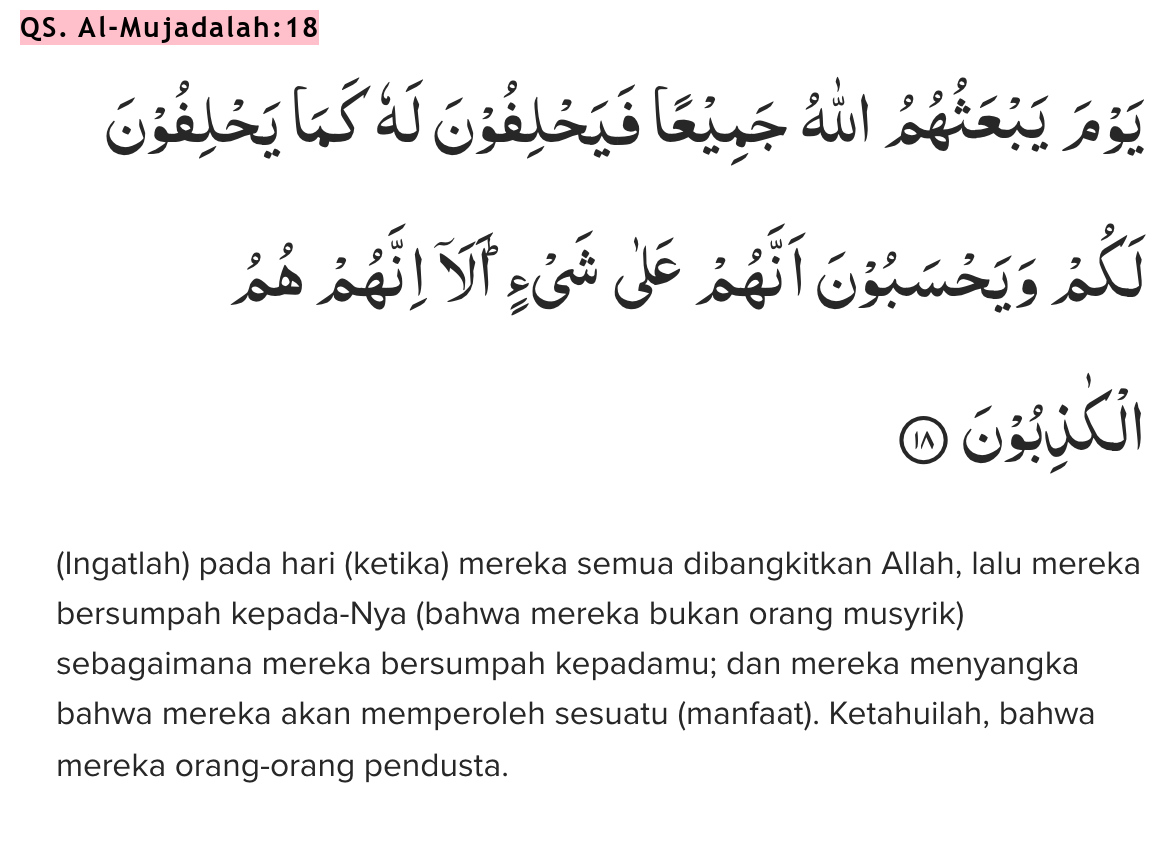 QS. Al-Mujadalah:18
يَوْمَ يَبْعَثُهُمُ اللّٰهُ جَمِيْعًا فَيَحْلِفُوْنَ لَهٗ كَمَا يَحْلِفُوْنَ
لَكُمْ وَيَحْسَبُوْنَ اَنَّهُمْ عَلٰى شَيْءٍۗ اَلَآ اِنَّهُمْ هُمُ
الْكٰذِبُوْنَ ١٨
(Ingatlah) pada hari (ketika) mereka semua dibangkitkan Allah, lalu mereka
bersumpah kepada-Nya (bahwa mereka bukan orang musyrik)
sebagaimana mereka bersumpah kepadamu; dan mereka menyangka
bahwa mereka akan memperoleh sesuatu (manfaat). Ketahuilah, bahwa
mereka orang-orang pendusta.